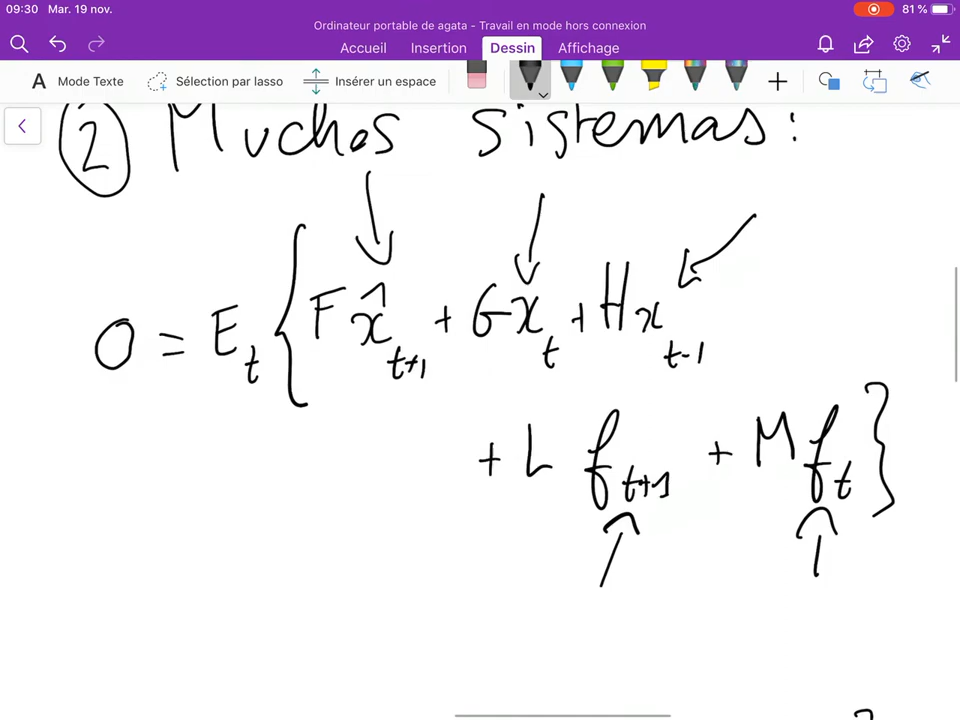 09:30 Mar. 19 nov. 81 %
Ordinateur portable de agata - Travail en mode hors connexion
Accueil Insertion Dessin Affichage
A Mode Texte Sélection par lasso Insérer un espace
② Muchos sistemas:
0 = E_t { F x̂_{t+1} + G x_t + H x_{t-1}
+ L f_{t+1} + M f_t }